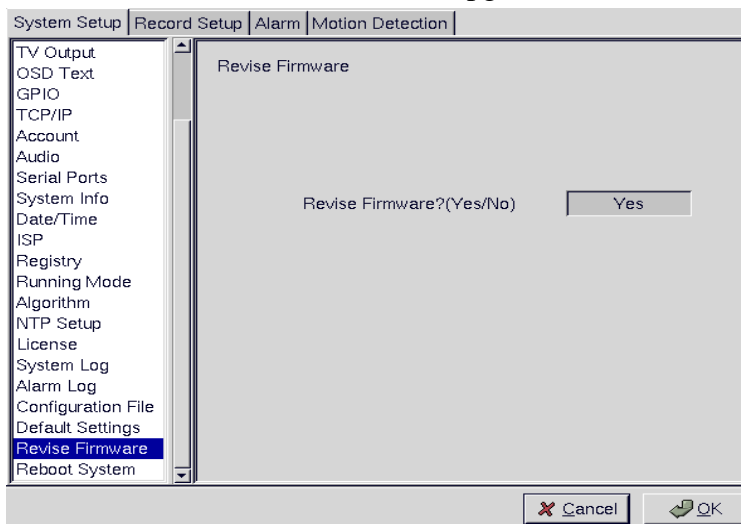 System Setup Record Setup Alarm Motion Detection
TV Output
OSD Text
GPIO
TCP/IP
Account
Audio
Serial Ports
System Info
Date/Time
ISP
Registry
Running Mode
Algorithm
NTP Setup
License
System Log
Alarm Log
Configuration File
Default Settings
Revise Firmware
Reboot System
Revise Firmware
Revise Firmware?(Yes/No) Yes
Cancel OK